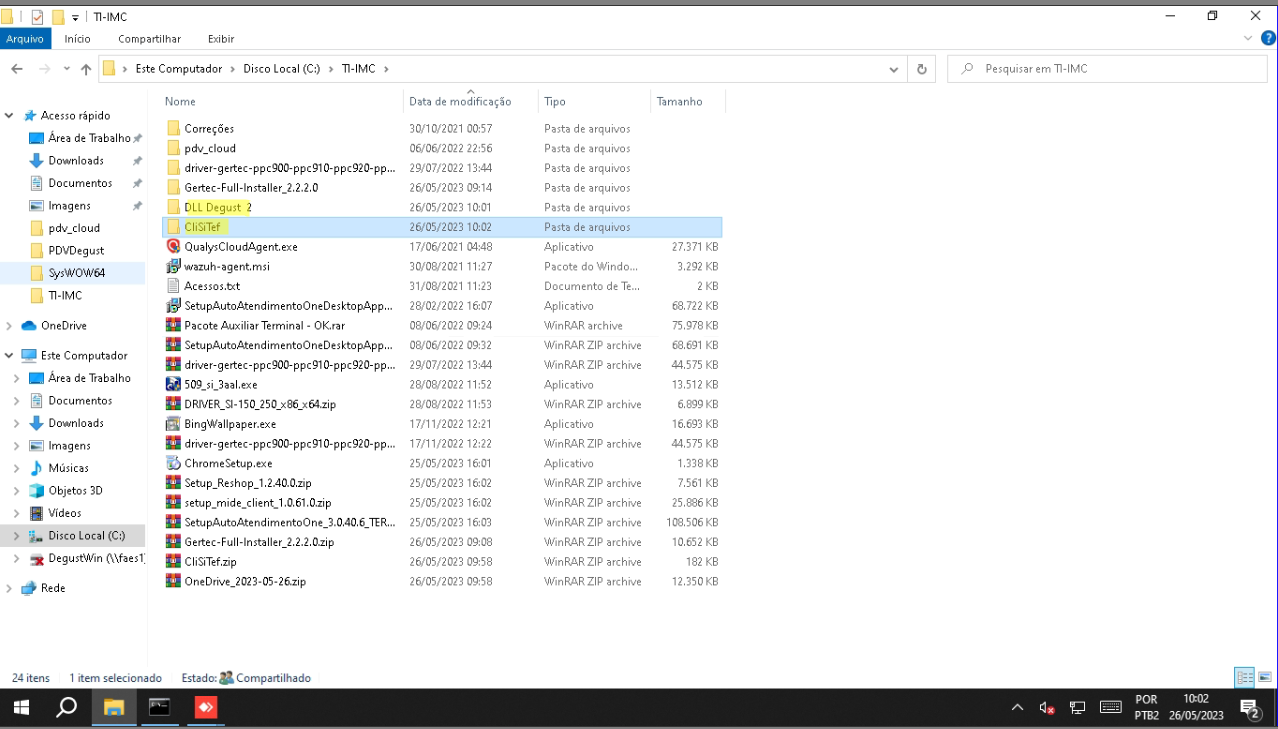 TI-IMC
Arquivo Início Compartilhar Exibir
Este Computador > Disco Local (C:) > TI-IMC > Pesquisar em TI-IMC
Nome Data de modificação Tipo Tamanho
Acesso rápido
Área de Trabalho
Downloads
Documentos
Imagens
pdv_cloud
PDVDegust
SysWOW64
TI-IMC
OneDrive
Este Computador
Área de Trabalho
Documentos
Downloads
Imagens
Músicas
Objetos 3D
Vídeos
Disco Local (C:)
DegustWin (\\faes1
Rede
Correções 30/10/2021 00:57 Pasta de arquivos
pdv_cloud 06/06/2022 22:56 Pasta de arquivos
driver-gertec-ppc900-ppc910-ppc920-pp... 29/07/2022 13:44 Pasta de arquivos
Gertec-Full-Installer_2.2.2.0 26/05/2023 09:14 Pasta de arquivos
DLL Degust 2 26/05/2023 10:01 Pasta de arquivos
CliSiTef 26/05/2023 10:02 Pasta de arquivos
QualysCloudAgent.exe 17/06/2021 04:48 Aplicativo 27.371 KB
wazuh-agent.msi 30/08/2021 11:27 Pacote do Windo... 3.292 KB
Acessos.txt 31/08/2021 11:23 Documento de Te... 2 KB
SetupAutoAtendimentoOneDesktopApp... 28/02/2022 16:07 Aplicativo 68.722 KB
Pacote Auxiliar Terminal - OK.rar 08/06/2022 09:24 WinRAR archive 75.978 KB
SetupAutoAtendimentoOneDesktopApp... 08/06/2022 09:32 WinRAR ZIP archive 68.691 KB
driver-gertec-ppc900-ppc910-ppc920-pp... 29/07/2022 13:44 WinRAR ZIP archive 44.575 KB
509_si_3aal.exe 28/08/2022 11:52 Aplicativo 13.512 KB
DRIVER_SI-150_250_x86_x64.zip 28/08/2022 11:53 WinRAR ZIP archive 6.899 KB
BingWallpaper.exe 17/11/2022 12:21 Aplicativo 16.693 KB
driver-gertec-ppc900-ppc910-ppc920-pp... 17/11/2022 12:22 WinRAR ZIP archive 44.575 KB
ChromeSetup.exe 25/05/2023 16:01 Aplicativo 1.338 KB
Setup_Reshop_1.2.40.0.zip 25/05/2023 16:02 WinRAR ZIP archive 7.561 KB
setup_mide_client_1.0.61.0.zip 25/05/2023 16:02 WinRAR ZIP archive 25.886 KB
SetupAutoAtendimentoOne_3.0.40.6_TER... 25/05/2023 16:03 WinRAR ZIP archive 108.506 KB
Gertec-Full-Installer_2.2.2.0.zip 26/05/2023 09:08 WinRAR ZIP archive 10.652 KB
CliSiTef.zip 26/05/2023 09:58 WinRAR ZIP archive 182 KB
OneDrive_2023-05-26.zip 26/05/2023 09:58 WinRAR ZIP archive 12.350 KB
24 itens 1 item selecionado Estado: Compartilhado
POR 10:02
PTB2 26/05/2023 2